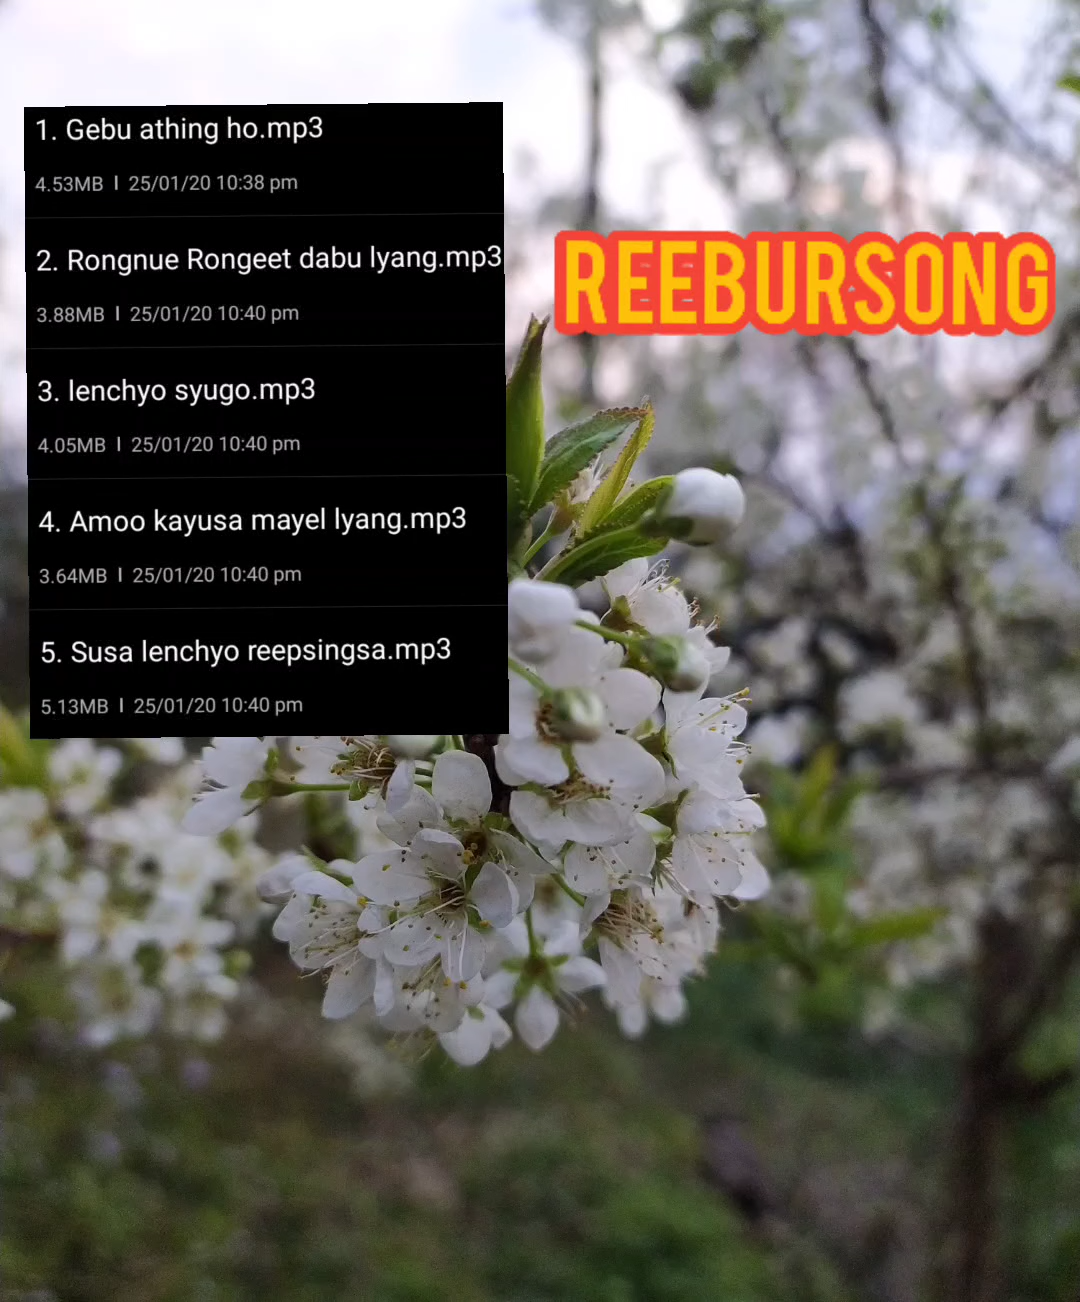 1. Gebu athing ho.mp3
4.53MB | 25/01/20 10:38 pm
2. Rongnue Rongeet dabu lyang.mp3
3.88MB | 25/01/20 10:40 pm
3. lenchyo syugo.mp3
4.05MB | 25/01/20 10:40 pm
4. Amoo kayusa mayel lyang.mp3
3.64MB | 25/01/20 10:40 pm
5. Susa lenchyo reepsingsa.mp3
5.13MB | 25/01/20 10:40 pm
REEBURSONG